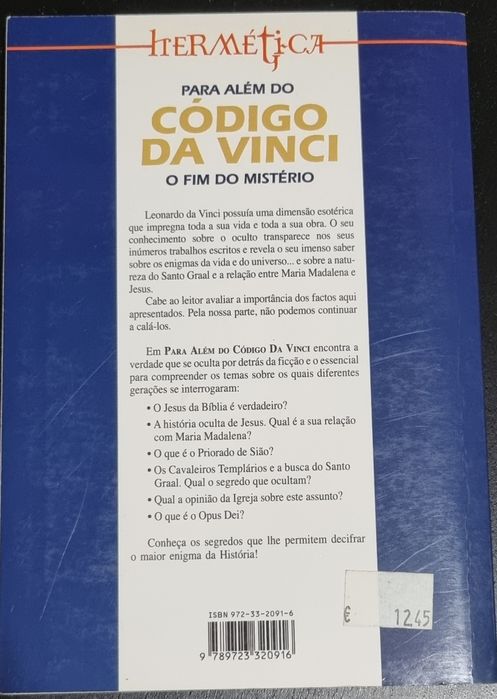 HERMÉTICA
PARA ALÉM DO
CÓDIGO
DA VINCI
O FIM DO MISTÉRIO
Leonardo da Vinci possuía uma dimensão esotérica
que impregna toda a sua vida e toda a sua obra. O seu
conhecimento sobre o oculto transparece nos seus
inúmeros trabalhos escritos e revela o seu imenso saber
sobre os enigmas da vida e do universo... e sobre a natu-
reza do Santo Graal e a relação entre Maria Madalena e
Jesus.
Cabe ao leitor avaliar a importância dos factos aqui
apresentados. Pela nossa parte, não podemos continuar
a calá-los.
Em PARA ALÉM DO CÓDIGO DA VINCI encontra a
verdade que se oculta por detrás da ficção e o essencial
para compreender os temas sobre os quais diferentes
gerações se interrogaram:
• O Jesus da Bíblia é verdadeiro?
• A história oculta de Jesus. Qual é a sua relação
com Maria Madalena?
• O que é o Priorado de Sião?
• Os Cavaleiros Templários e a busca do Santo
Graal. Qual o segredo que ocultam?
• Qual a opinião da Igreja sobre este assunto?
• O que é o Opus Dei?
Conheça os segredos que lhe permitem decifrar
o maior enigma da História!
ISBN 972-33-2091-6
9 789723 320916
€ 12.45